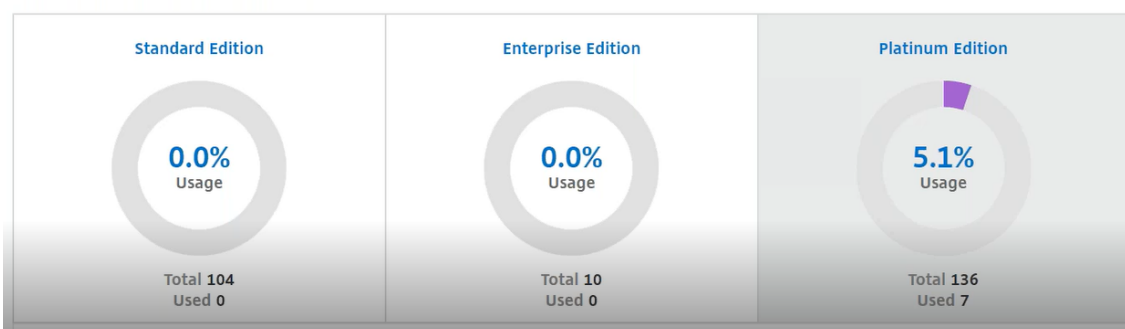 Standard Edition
0.0%
Usage
Total 104
Used 0
Enterprise Edition
0.0%
Usage
Total 10
Used 0
Platinum Edition
5.1%
Usage
Total 136
Used 7